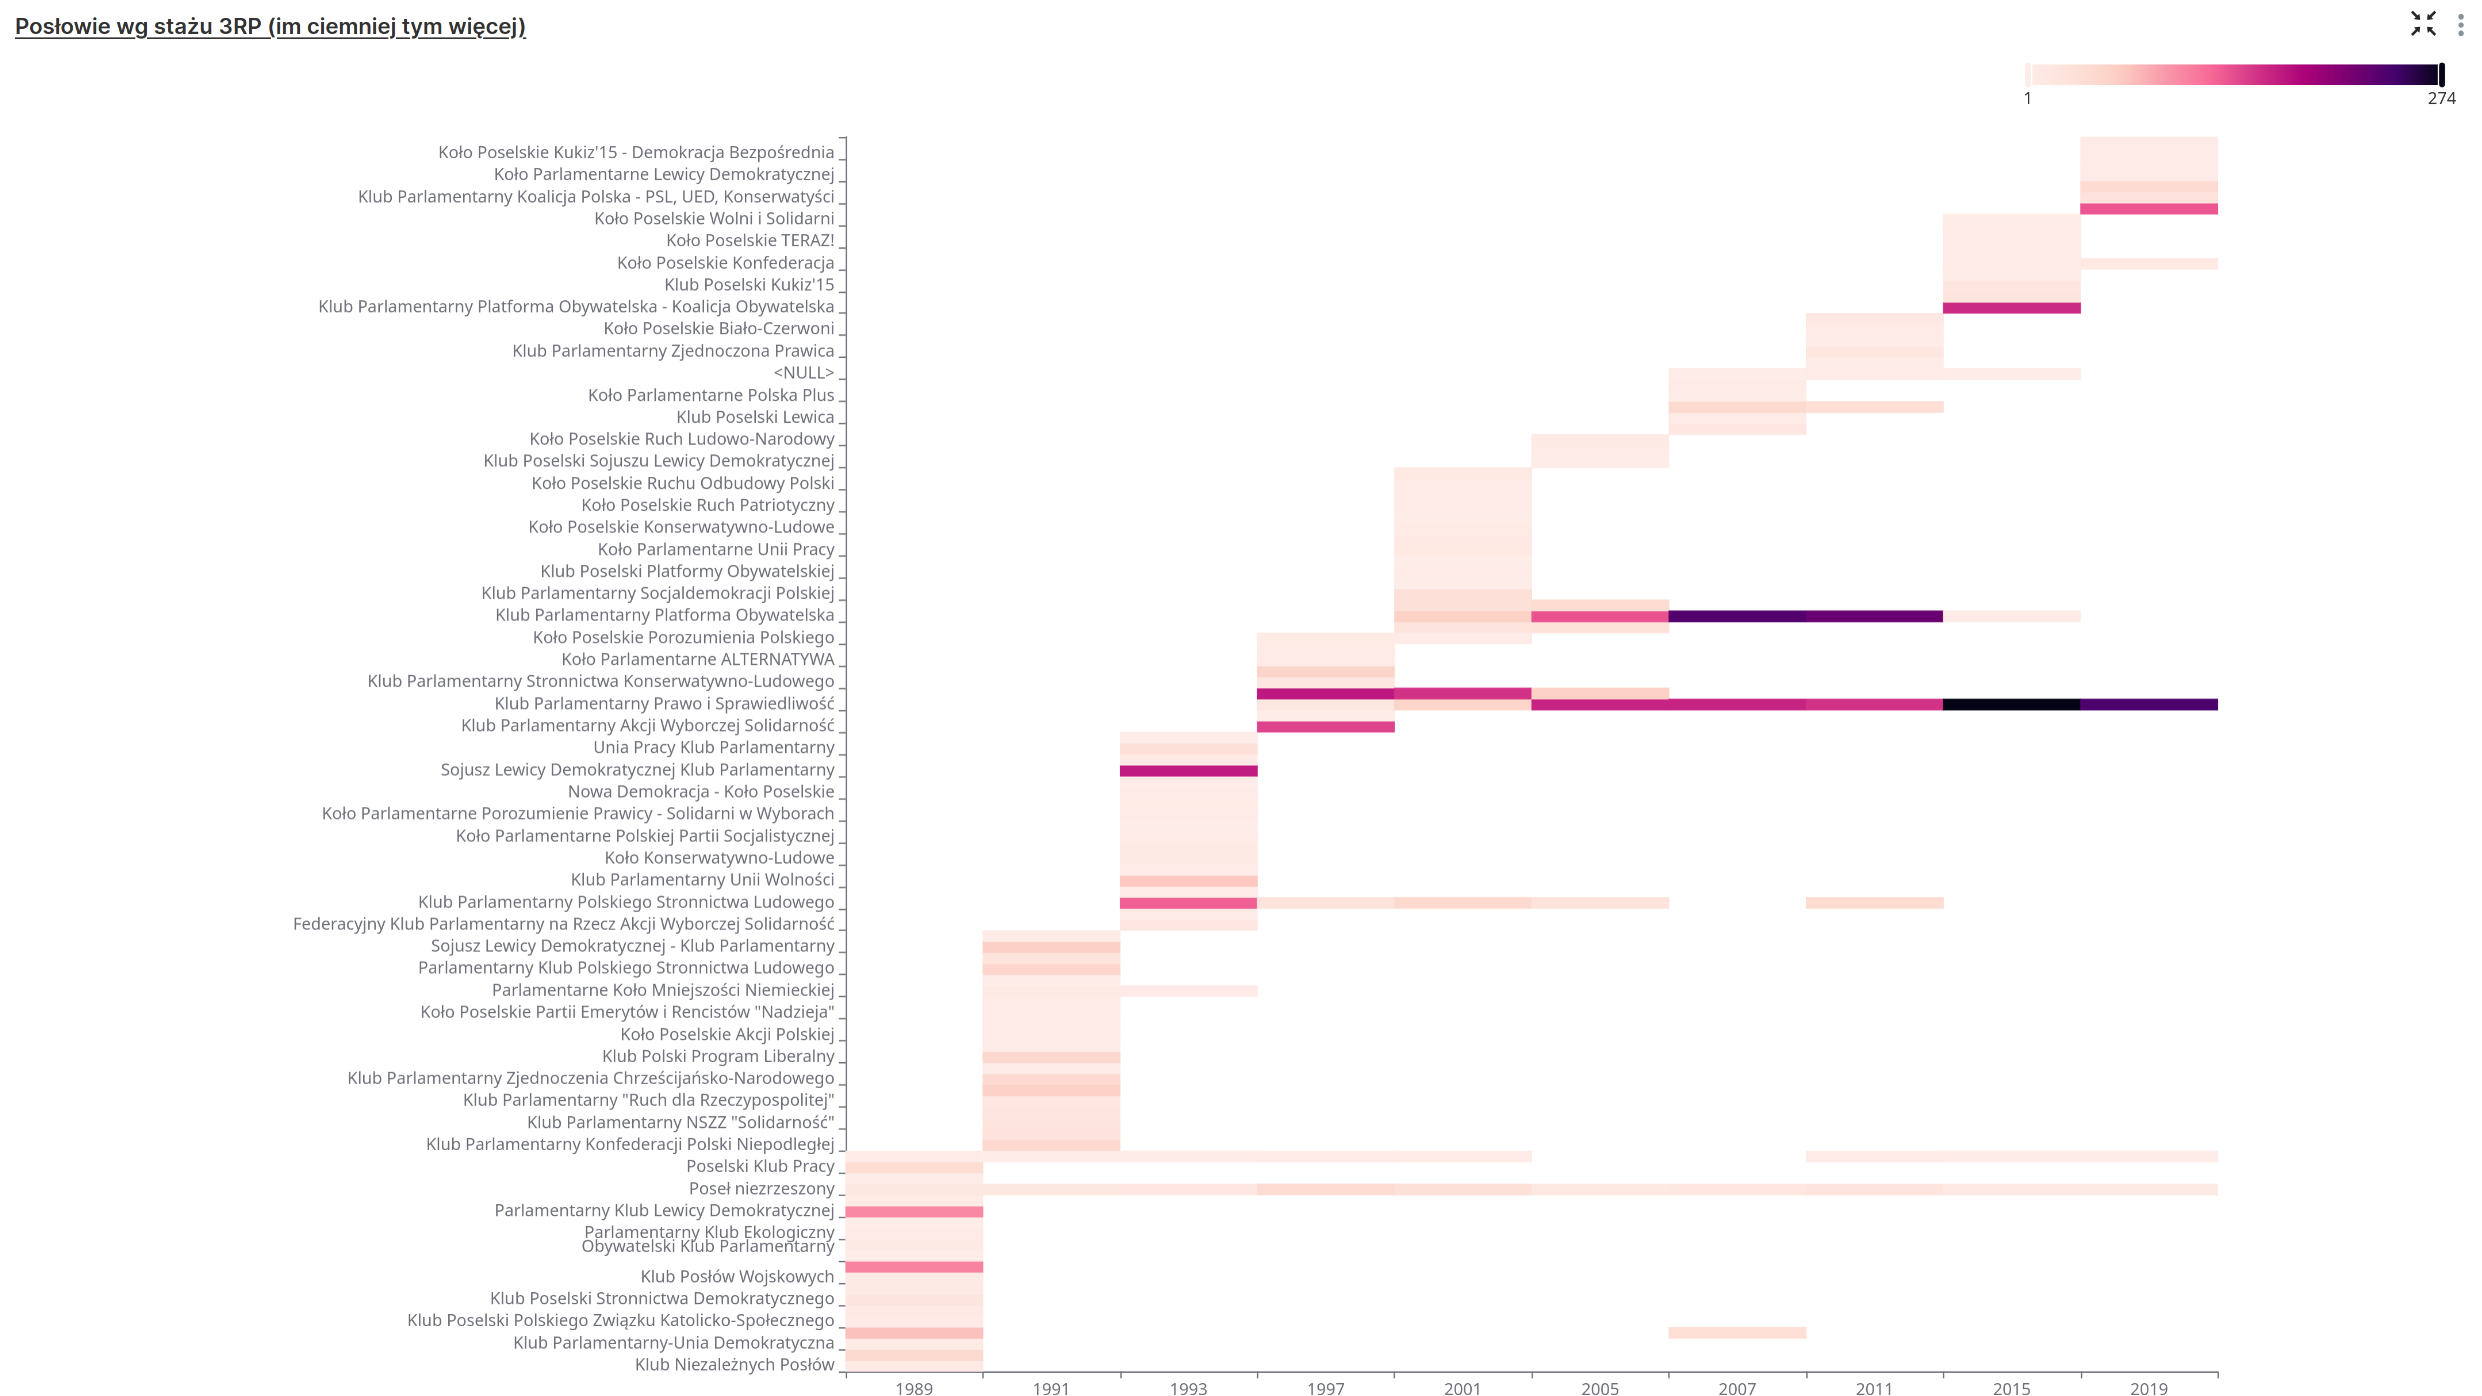 Posłowie wg stażu 3RP (im ciemniej tym więcej)
1 274
Koło Poselskie Kukiz'15 - Demokracja Bezpośrednia
Koło Parlamentarne Lewicy Demokratycznej
Klub Parlamentarny Koalicja Polska - PSL, UED, Konserwatyści
Koło Poselskie Wolni i Solidarni
Koło Poselskie TERAZ!
Koło Poselskie Konfederacja
Klub Poselski Kukiz'15
Klub Parlamentarny Platforma Obywatelska - Koalicja Obywatelska
Koło Poselskie Biało-Czerwoni
Klub Parlamentarny Zjednoczona Prawica
<NULL>
Koło Parlamentarne Polska Plus
Klub Poselski Lewica
Koło Poselskie Ruch Ludowo-Narodowy
Klub Poselski Sojuszu Lewicy Demokratycznej
Koło Poselskie Ruchu Odbudowy Polski
Koło Poselskie Ruch Patriotyczny
Koło Poselskie Konserwatywno-Ludowe
Koło Parlamentarne Unii Pracy
Klub Poselski Platformy Obywatelskiej
Klub Parlamentarny Socjaldemokracji Polskiej
Klub Parlamentarny Platforma Obywatelska
Koło Poselskie Porozumienia Polskiego
Koło Parlamentarne ALTERNATYWA
Klub Parlamentarny Stronnictwa Konserwatywno-Ludowego
Klub Parlamentarny Prawo i Sprawiedliwość
Klub Parlamentarny Akcji Wyborczej Solidarność
Unia Pracy Klub Parlamentarny
Sojusz Lewicy Demokratycznej Klub Parlamentarny
Nowa Demokracja - Koło Poselskie
Koło Parlamentarne Porozumienie Prawicy - Solidarni w Wyborach
Koło Parlamentarne Polskiej Partii Socjalistycznej
Koło Konserwatywno-Ludowe
Klub Parlamentarny Unii Wolności
Klub Parlamentarny Polskiego Stronnictwa Ludowego
Federacyjny Klub Parlamentarny na Rzecz Akcji Wyborczej Solidarność
Sojusz Lewicy Demokratycznej - Klub Parlamentarny
Parlamentarny Klub Polskiego Stronnictwa Ludowego
Parlamentarne Koło Mniejszości Niemieckiej
Koło Poselskie Partii Emerytów i Rencistów "Nadzieja"
Koło Poselskie Akcji Polskiej
Klub Polski Program Liberalny
Klub Parlamentarny Zjednoczenia Chrześcijańsko-Narodowego
Klub Parlamentarny "Ruch dla Rzeczypospolitej"
Klub Parlamentarny NSZZ "Solidarność"
Klub Parlamentarny Konfederacji Polski Niepodległej
Poselski Klub Pracy
Poseł niezrzeszony
Parlamentarny Klub Lewicy Demokratycznej
Parlamentarny Klub Ekologiczny
Obywatelski Klub Parlamentarny
Klub Posłów Wojskowych
Klub Poselski Stronnictwa Demokratycznego
Klub Poselski Polskiego Związku Katolicko-Społecznego
Klub Parlamentarny-Unia Demokratyczna
Klub Niezależnych Posłów
1989 1991 1993 1997 2001 2005 2007 2011 2015 2019